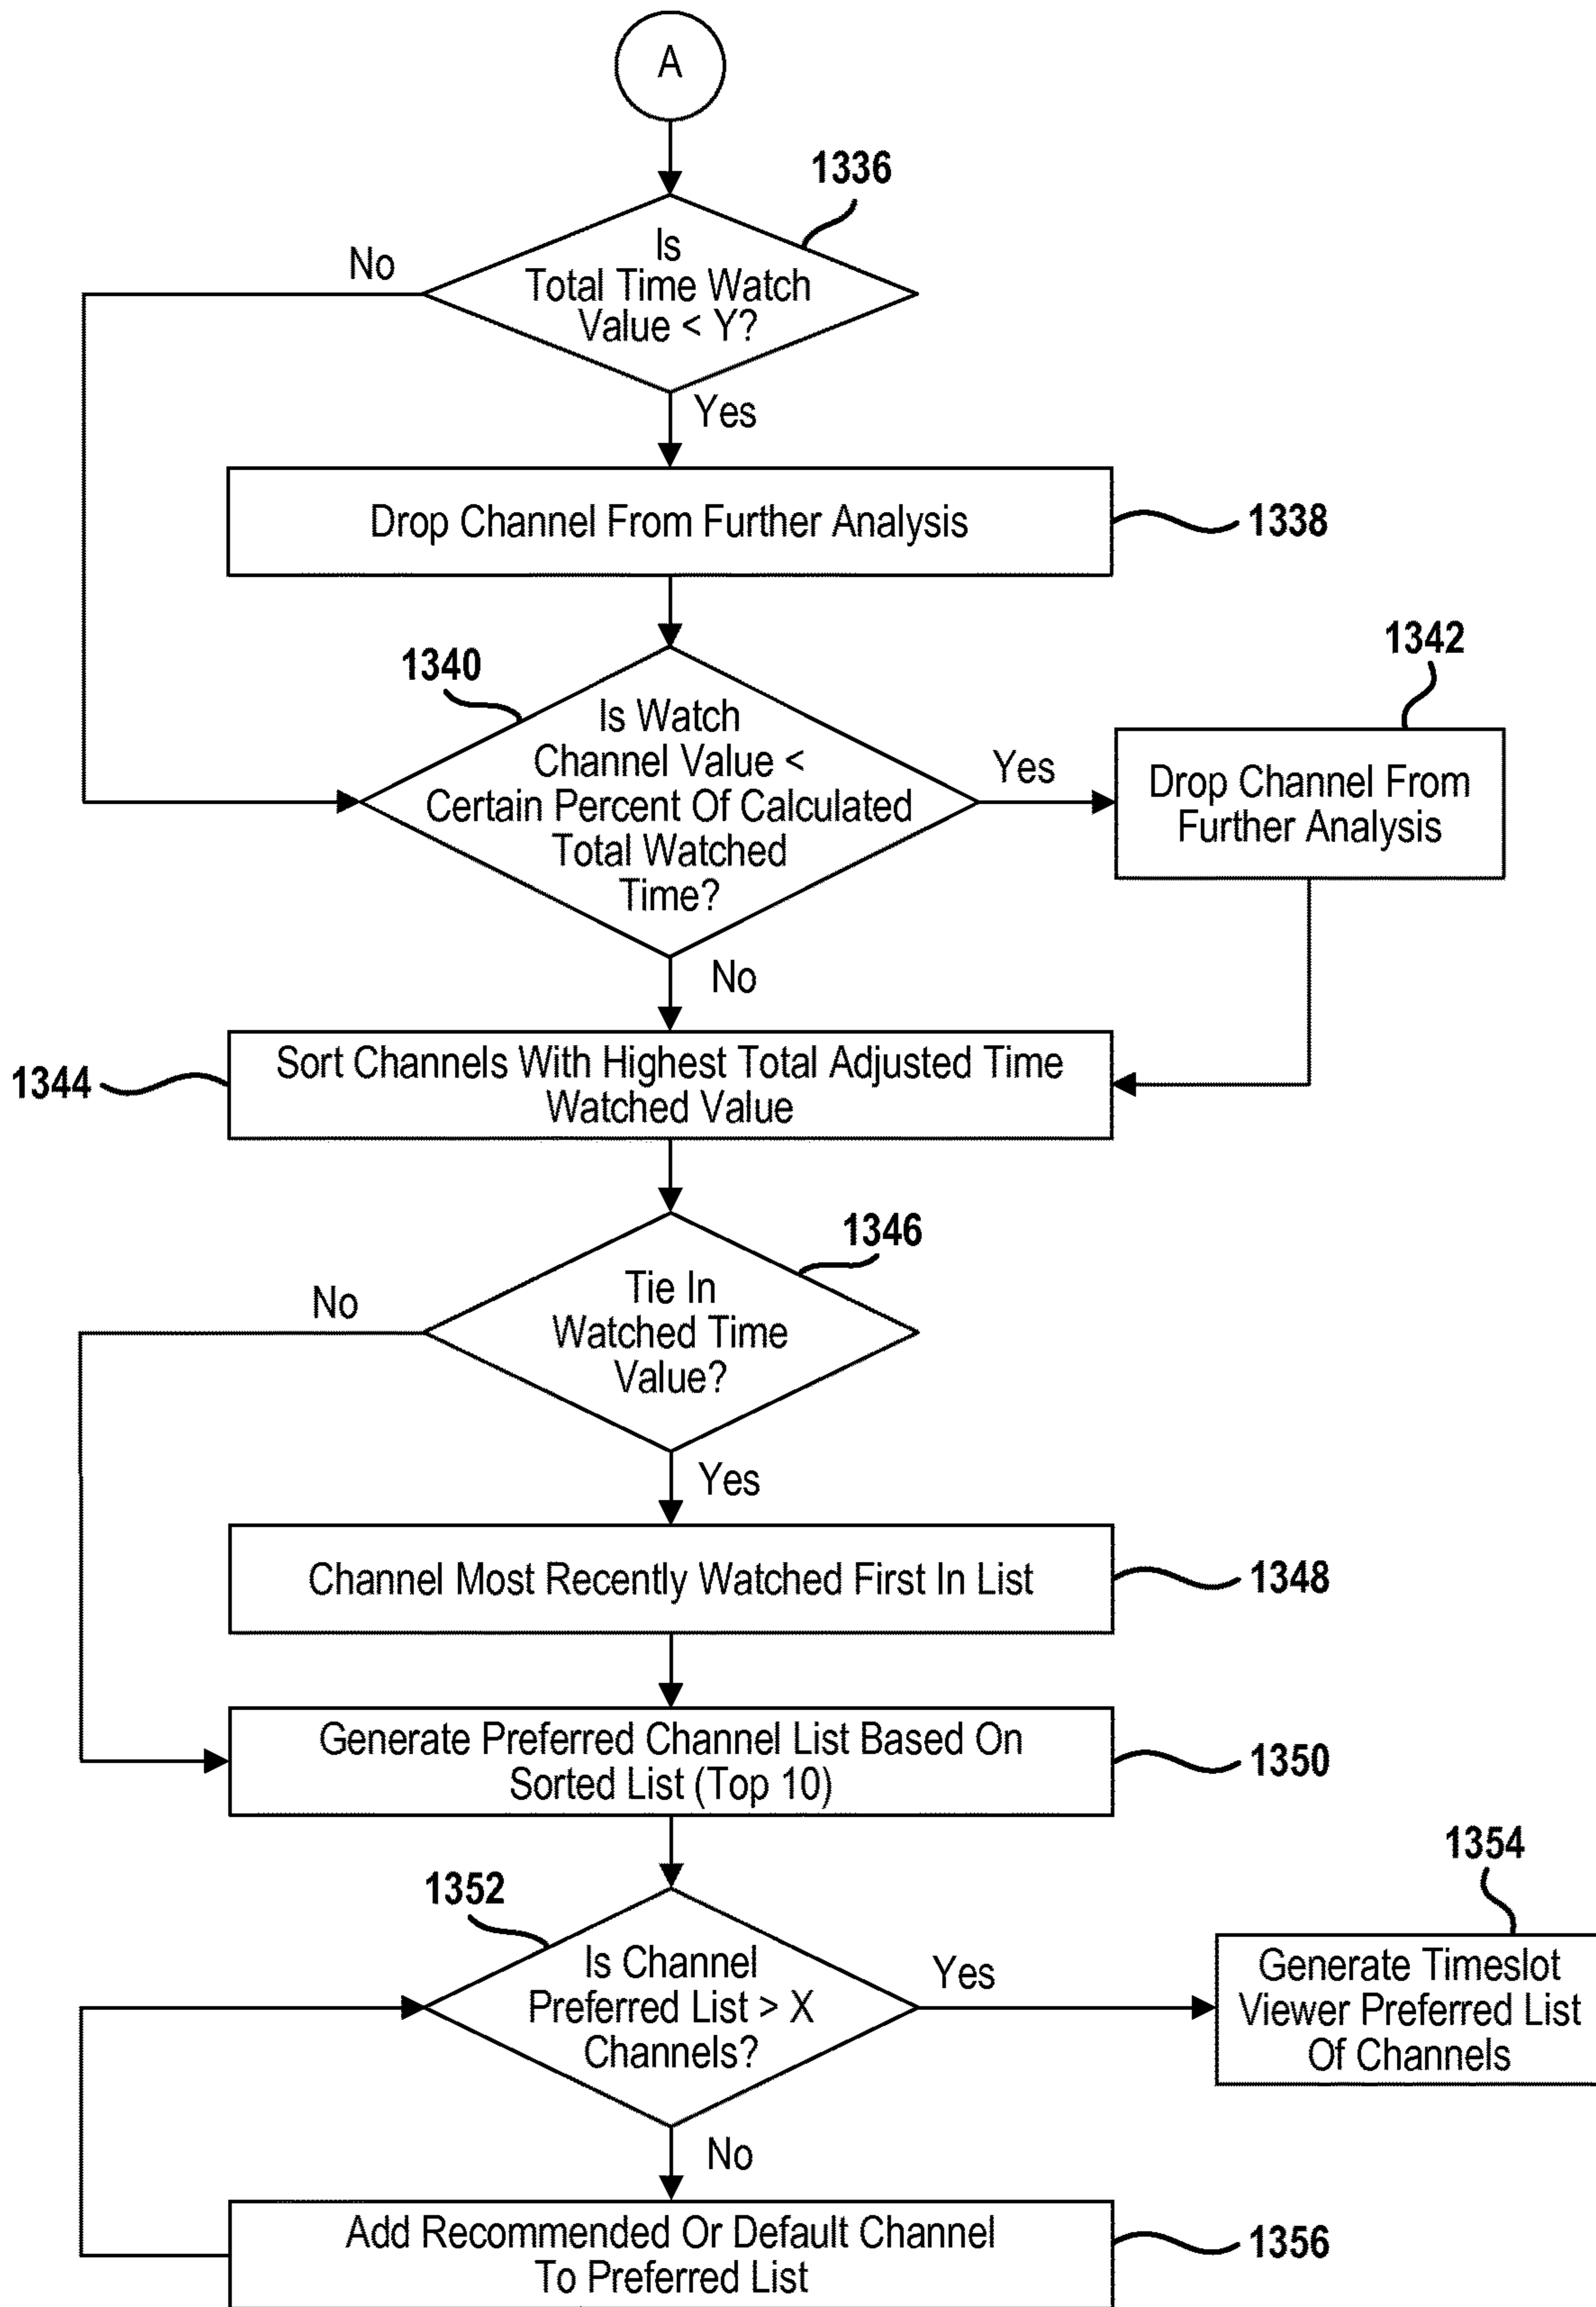 A
1336
Is
Total Time Watch
Value < Y?
No
Yes
Drop Channel From Further Analysis
1338
1340
Is Watch
Channel Value <
Certain Percent Of Calculated
Total Watched
Time?
Yes
1342
Drop Channel From
Further Analysis
No
1344
Sort Channels With Highest Total Adjusted Time
Watched Value
1346
Tie In
Watched Time
Value?
No
Yes
Channel Most Recently Watched First In List
1348
Generate Preferred Channel List Based On
Sorted List (Top 10)
1350
1352
Is Channel
Preferred List > X
Channels?
Yes
1354
Generate Timeslot
Viewer Preferred List
Of Channels
No
Add Recommended Or Default Channel
To Preferred List
1356